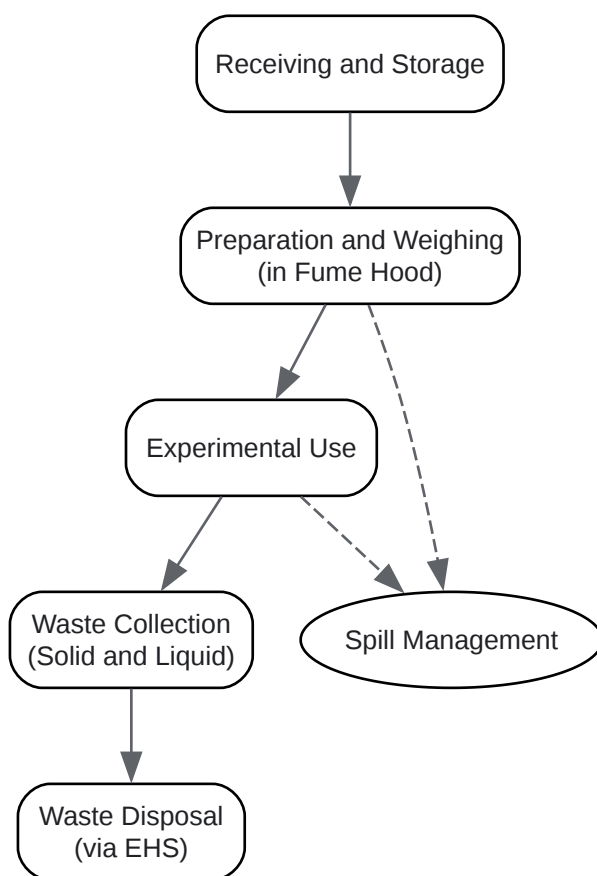 Receiving and Storage
Preparation and Weighing
(in Fume Hood)
Experimental Use
Waste Collection
(Solid and Liquid)
Spill Management
Waste Disposal
(via EHS)